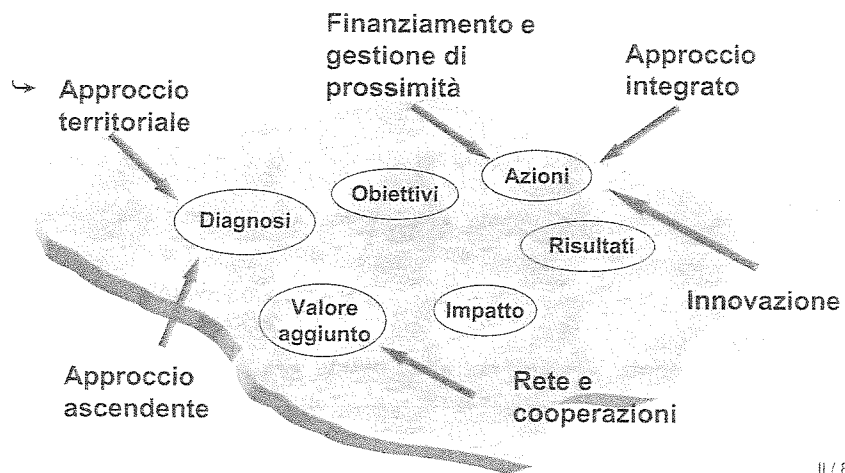 Finanziamento e
gestione di
prossimità
Approccio
integrato
Approccio
territoriale
Azioni
Obiettivi
Diagnosi
Risultati
Innovazione
Valore
aggiunto
Impatto
Approccio
ascendente
Rete e
cooperazioni